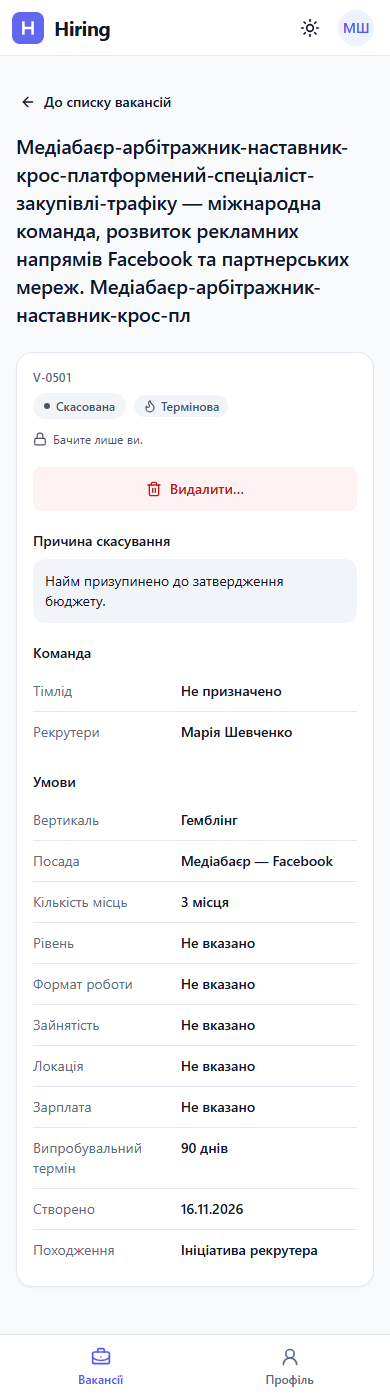 H Hiring МШ
До списку вакансій
Медіабаєр-арбітражник-наставник-
крос-платформений-спеціаліст-
закупівлі-трафіку — міжнародна
команда, розвиток рекламних
напрямів Facebook та партнерських
мереж. Медіабаєр-арбітражник-
наставник-крос-пл
V-0501
Скасована Термінова
Бачите лише ви.
Видалити...
Причина скасування
Найм призупинено до затвердження
бюджету.
Команда
Тімлід Не призначено
Рекрутери Марія Шевченко
Умови
Вертикаль Гемблінг
Посада Медіабаєр — Facebook
Кількість місць 3 місця
Рівень Не вказано
Формат роботи Не вказано
Зайнятість Не вказано
Локація Не вказано
Зарплата Не вказано
Випробувальний 90 днів
термін
Створено 16.11.2026
Походження Ініціатива рекрутера
Вакансії Профіль